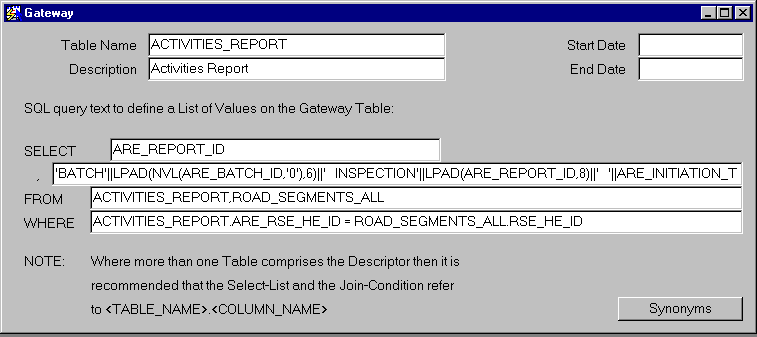 Gateway
Table Name ACTIVITIES_REPORT Start Date
Description Activities Report End Date
SQL query text to define a List of Values on the Gateway Table:
SELECT ARE_REPORT_ID
, 'BATCH'||LPAD(NVL(ARE_BATCH_ID,'0'),6)||'  INSPECTION'||LPAD(ARE_REPORT_ID,8)||'  '||ARE_INITIATION_T
FROM ACTIVITIES_REPORT,ROAD_SEGMENTS_ALL
WHERE ACTIVITIES_REPORT.ARE_RSE_HE_ID = ROAD_SEGMENTS_ALL.RSE_HE_ID
NOTE: Where more than one Table comprises the Descriptor then it is
recommended that the Select-List and the Join-Condition refer
to <TABLE_NAME>.<COLUMN_NAME>
Synonyms